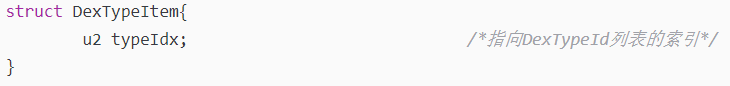 struct DexTypeItem{
u2 typeIdx; /*指向DexTypeId列表的索引*/
}